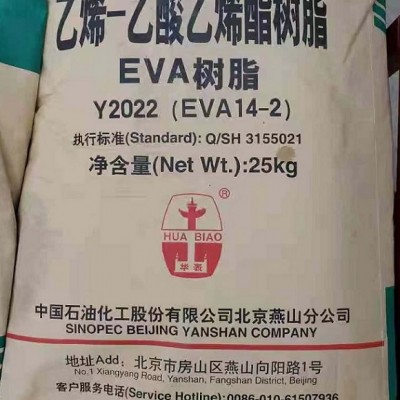 乙烯-乙酸乙烯酯树脂
EVA树脂
Y2022 (EVA14-2)
执行标准(Standard): Q/SH 3155021
净含量(Net Wt.):25kg
®
HUA BIAO
华表
中国石油化工股份有限公司北京燕山分公司
SINOPEC BEIJING YANSHAN COMPANY
地址Add: 北京市房山区燕山向阳路1号
No.1 Xiangyang Road, Yanshan, Fangshan District, Beijing
客户服务电话(Service Hotline):0086-010-61507936